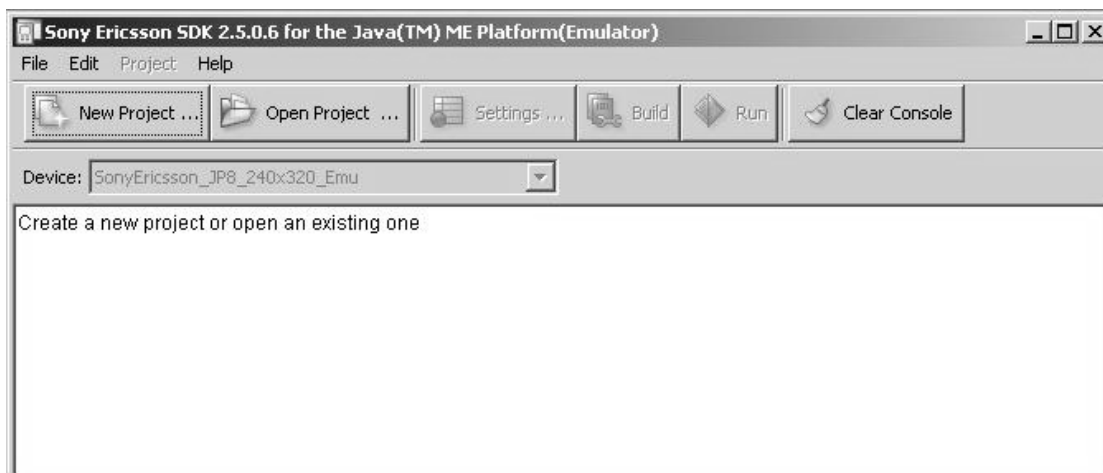 Sony Ericsson SDK 2.5.0.6 for the Java(TM) ME Platform(Emulator)
File Edit Project Help
New Project ... Open Project ... Settings ... Build Run Clear Console
Device: SonyEricsson_JP8_240x320_Emu
Create a new project or open an existing one